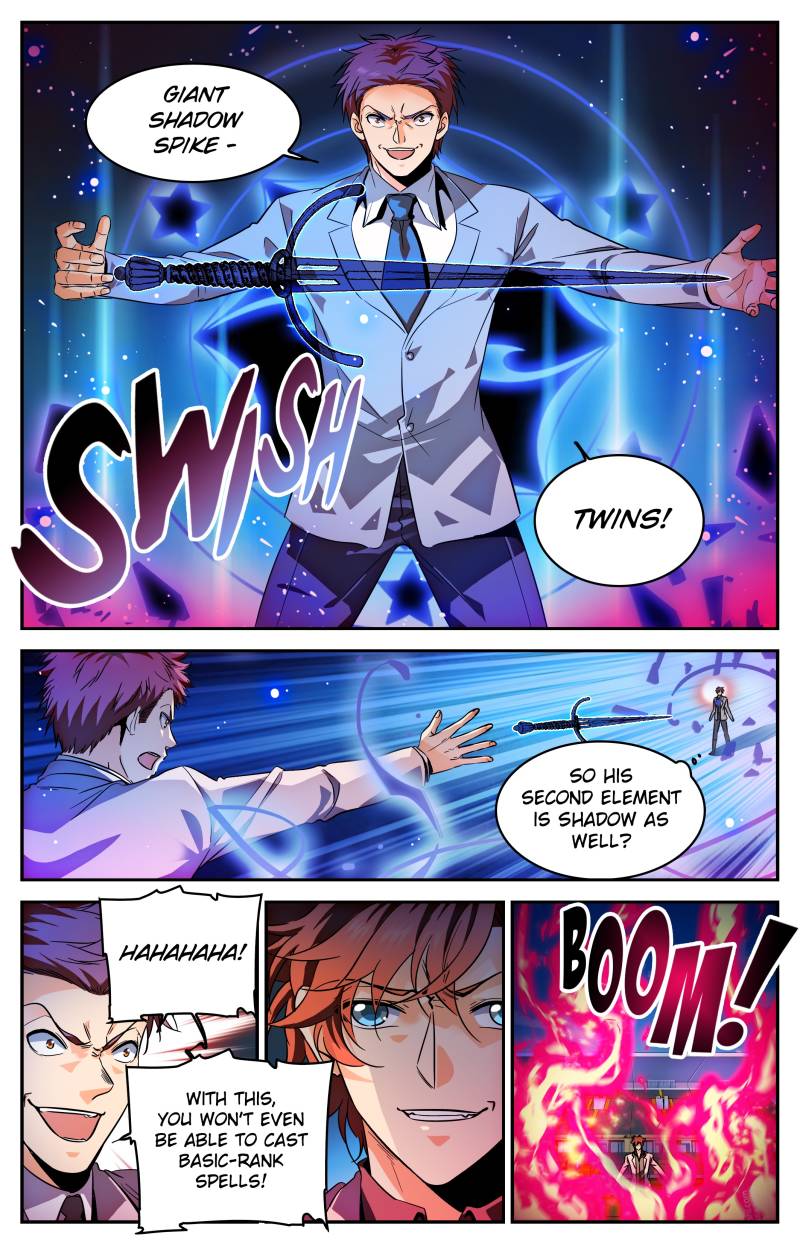 GIANT
SHADOW
SPIKE -
SWISH
TWINS!
SO HIS
SECOND ELEMENT
IS SHADOW AS
WELL?
HAHAHAHA!
WITH THIS,
YOU WON'T EVEN
BE ABLE TO CAST
BASIC-RANK
SPELLS!
BOOM!